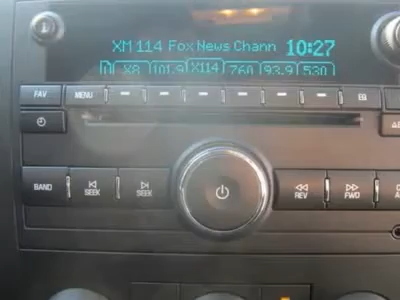 XM 114 Fox News Chann 10:27
X8 101.9 X114 760 93.9 530
FAV MENU EQ
BAND SEEK SEEK REV FWD